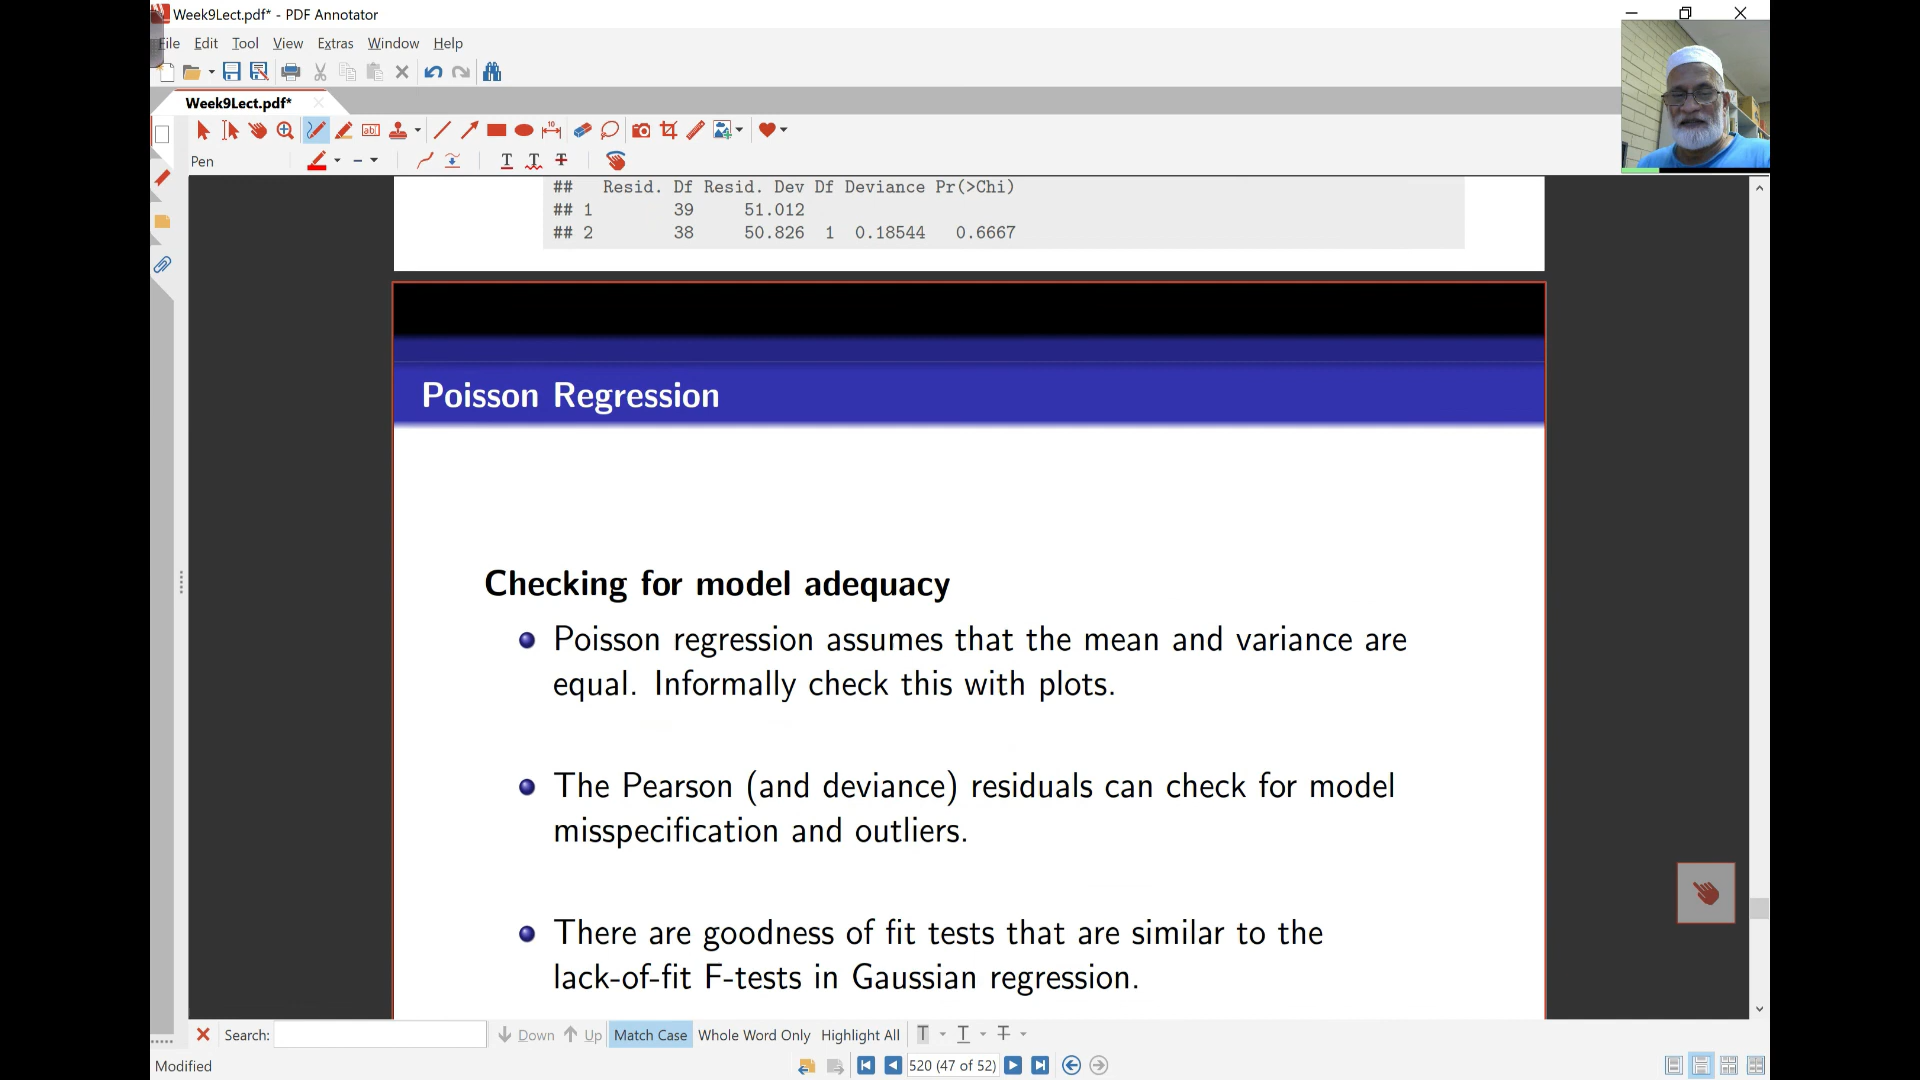 Week9Lect.pdf* - PDF Annotator
File Edit Tool View Extras Window Help
Week9Lect.pdf*
Pen
## Resid. Df Resid. Dev Df Deviance Pr(>Chi)
## 1 39 51.012
## 2 38 50.826 1 0.18544 0.6667
Poisson Regression
Checking for model adequacy
Poisson regression assumes that the mean and variance are
equal. Informally check this with plots.
The Pearson (and deviance) residuals can check for model
misspecification and outliers.
There are goodness of fit tests that are similar to the
lack-of-fit F-tests in Gaussian regression.
Search: Down Up Match Case Whole Word Only Highlight All
520 (47 of 52)
Modified